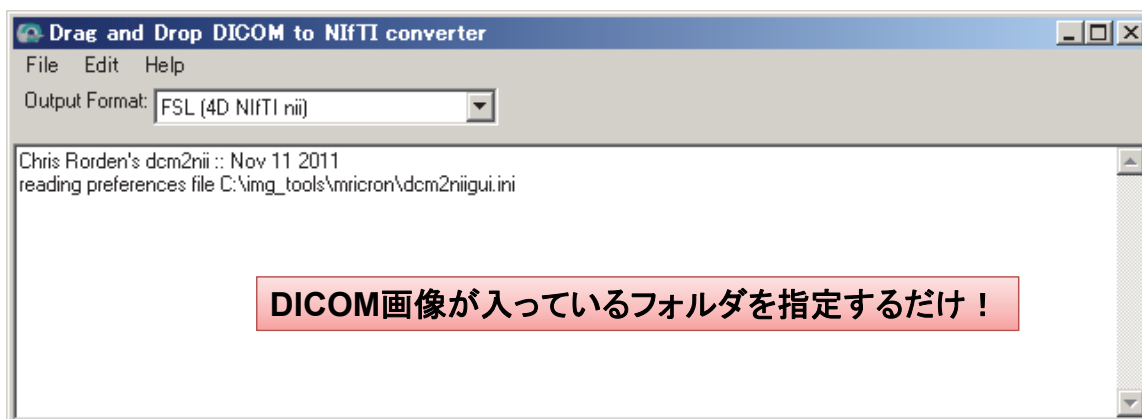 Drag and Drop DICOM to NIfTI converter
File Edit Help
Output Format: FSL (4D NIfTI nii)
Chris Rorden's dcm2nii :: Nov 11 2011
reading preferences file C:\img_tools\mricron\dcm2niigui.ini
DICOM画像が入っているフォルダを指定するだけ！